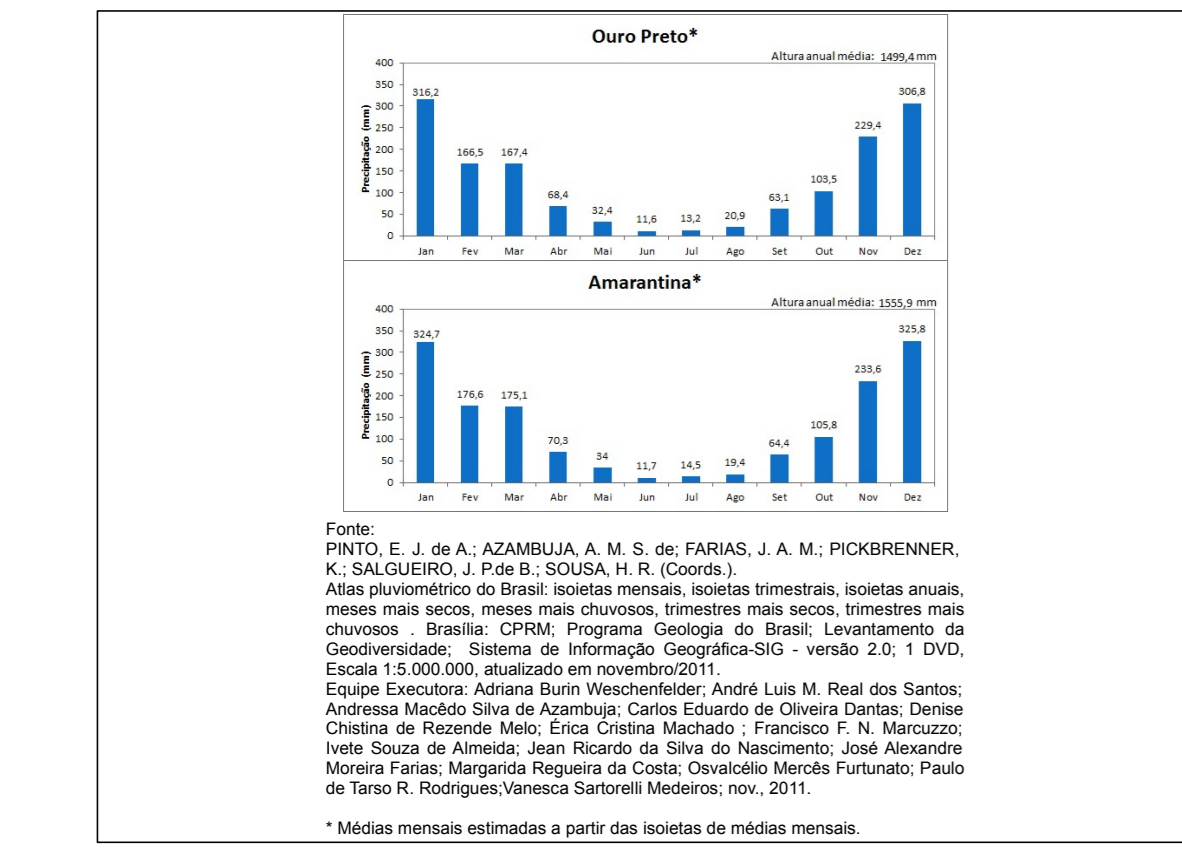 Ouro Preto*
Altura anual média: 1499,4 mm
Precipitação (mm)
400
350
300
250
200
150
100
50
0
316,2
166,5
167,4
68,4
32,4
11,6
13,2
20,9
63,1
103,5
229,4
306,8
Jan Fev Mar Abr Mai Jun Jul Ago Set Out Nov Dez
Amarantina*
Altura anual média: 1555,9 mm
Precipitação (mm)
400
350
300
250
200
150
100
50
0
324,7
176,6
175,1
70,3
34
11,7
14,5
19,4
64,4
105,8
233,6
325,8
Jan Fev Mar Abr Mai Jun Jul Ago Set Out Nov Dez
Fonte:
PINTO, E. J. de A.; AZAMBUJA, A. M. S. de; FARIAS, J. A. M.; PICKBRENNER,
K.; SALGUEIRO, J. P.de B.; SOUSA, H. R. (Coords.).
Atlas pluviométrico do Brasil: isoietas mensais, isoietas trimestrais, isoietas anuais,
meses mais secos, meses mais chuvosos, trimestres mais secos, trimestres mais
chuvosos . Brasília: CPRM; Programa Geologia do Brasil; Levantamento da
Geodiversidade; Sistema de Informação Geográfica-SIG - versão 2.0; 1 DVD,
Escala 1:5.000.000, atualizado em novembro/2011.
Equipe Executora: Adriana Burin Weschenfelder; André Luis M. Real dos Santos;
Andressa Macêdo Silva de Azambuja; Carlos Eduardo de Oliveira Dantas; Denise
Chistina de Rezende Melo; Érica Cristina Machado ; Francisco F. N. Marcuzzo;
Ivete Souza de Almeida; Jean Ricardo da Silva do Nascimento; José Alexandre
Moreira Farias; Margarida Regueira da Costa; Osvalcélio Mercês Furtunato; Paulo
de Tarso R. Rodrigues;Vanesca Sartorelli Medeiros; nov., 2011.
* Médias mensais estimadas a partir das isoietas de médias mensais.